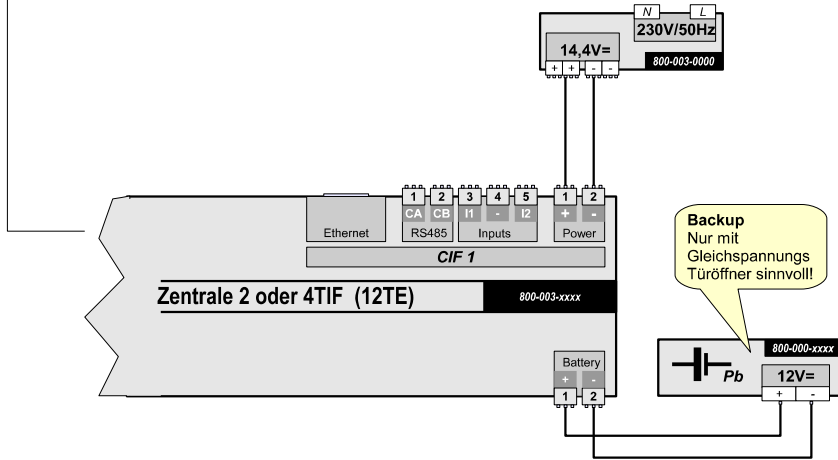 N L
230V/50Hz
14,4V=
800-003-0000
+ + - -
1 2 3 4 5 1 2
CA CB I1 - I2 + -
Ethernet RS485 Inputs Power
CIF 1
Zentrale 2 oder 4TIF (12TE)
800-003-xxxx
Backup
Nur mit
Gleichspannungs
Türöffner sinnvoll!
Battery
+ -
1 2
800-000-xxxx
Pb
12V=
+ -